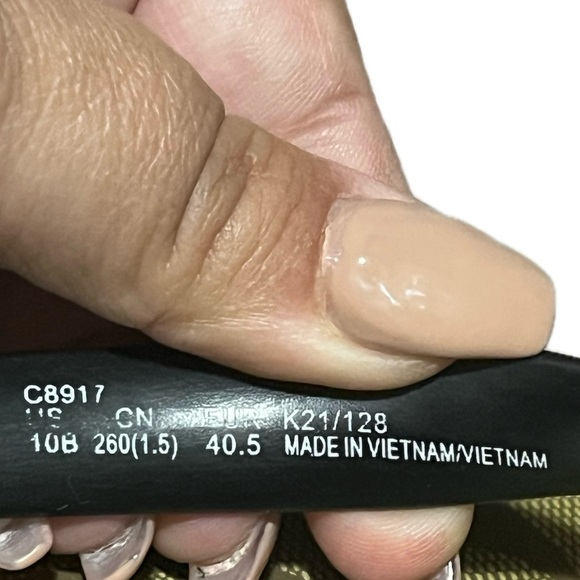 C8917
US CN EUR K21/128
10B 260(1.5) 40.5 MADE IN VIETNAM/VIETNAM